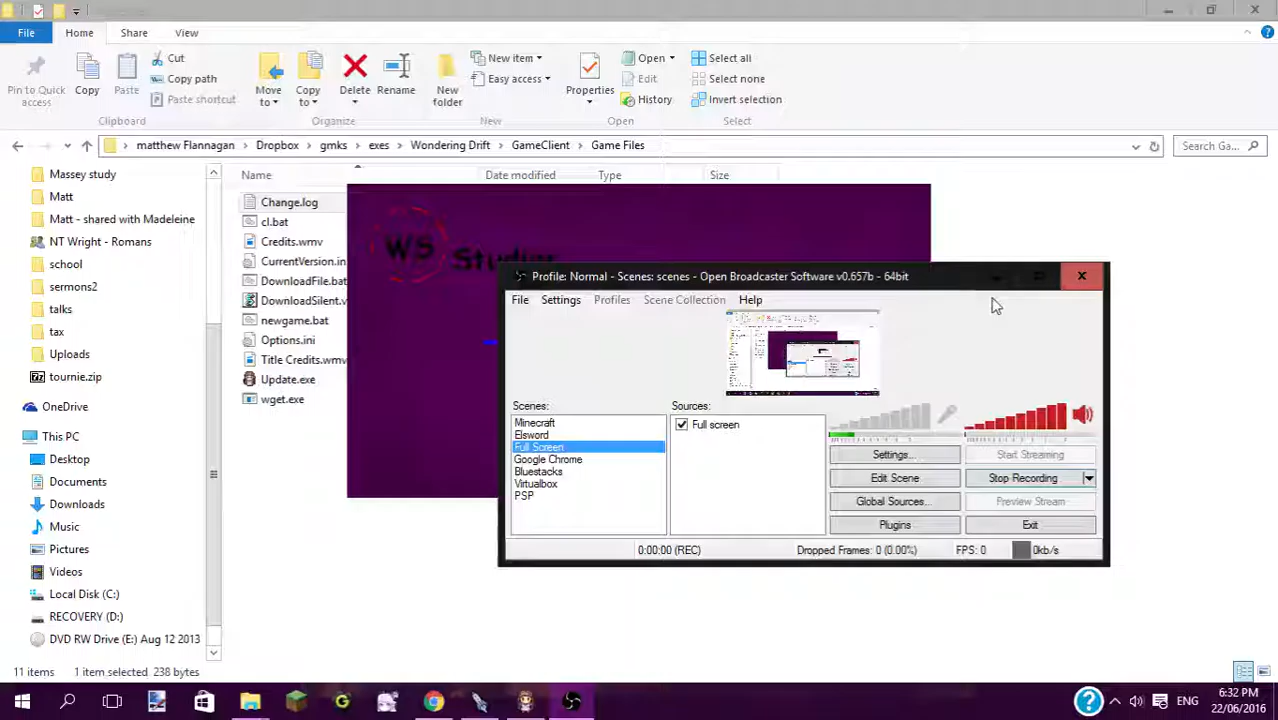 File Home Share View
Pin to Quick access Copy Paste Cut Copy path Paste shortcut Move to Copy to Delete Rename New folder New item Easy access Properties Open Edit History Select all Select none Invert selection
Clipboard Organize New Open Select
matthew Flannagan Dropbox gmks exes Wondering Drift GameClient Game Files Search Ga...
Name Date modified Type Size
Massey study
Matt
Matt - shared with Madeleine
NT Wright - Romans
school
sermons2
talks
tax
Uploads
tournie.zip
OneDrive
This PC
Desktop
Documents
Downloads
Music
Pictures
Videos
Local Disk (C:)
RECOVERY (D:)
DVD RW Drive (E:) Aug 12 2013
Change.log
cl.bat
Credits.wmv
CurrentVersion.in
DownloadFile.bat
DownloadSilent.v
newgame.bat
Options.ini
Title Credits.wmv
Update.exe
wget.exe
WS Studios
Profile: Normal - Scenes: scenes - Open Broadcaster Software v0.657b - 64bit
File Settings Profiles Scene Collection Help
Scenes: Sources:
Minecraft
Elsword
Full Screen
Google Chrome
Bluestacks
Virtualbox
PSP
Full screen
Settings... Start Streaming
Edit Scene Stop Recording
Global Sources... Preview Stream
Plugins Exit
0:00:00 (REC) Dropped Frames: 0 (0.00%) FPS: 0 0kb/s
11 items 1 item selected 238 bytes
ENG 6:32 PM
22/06/2016